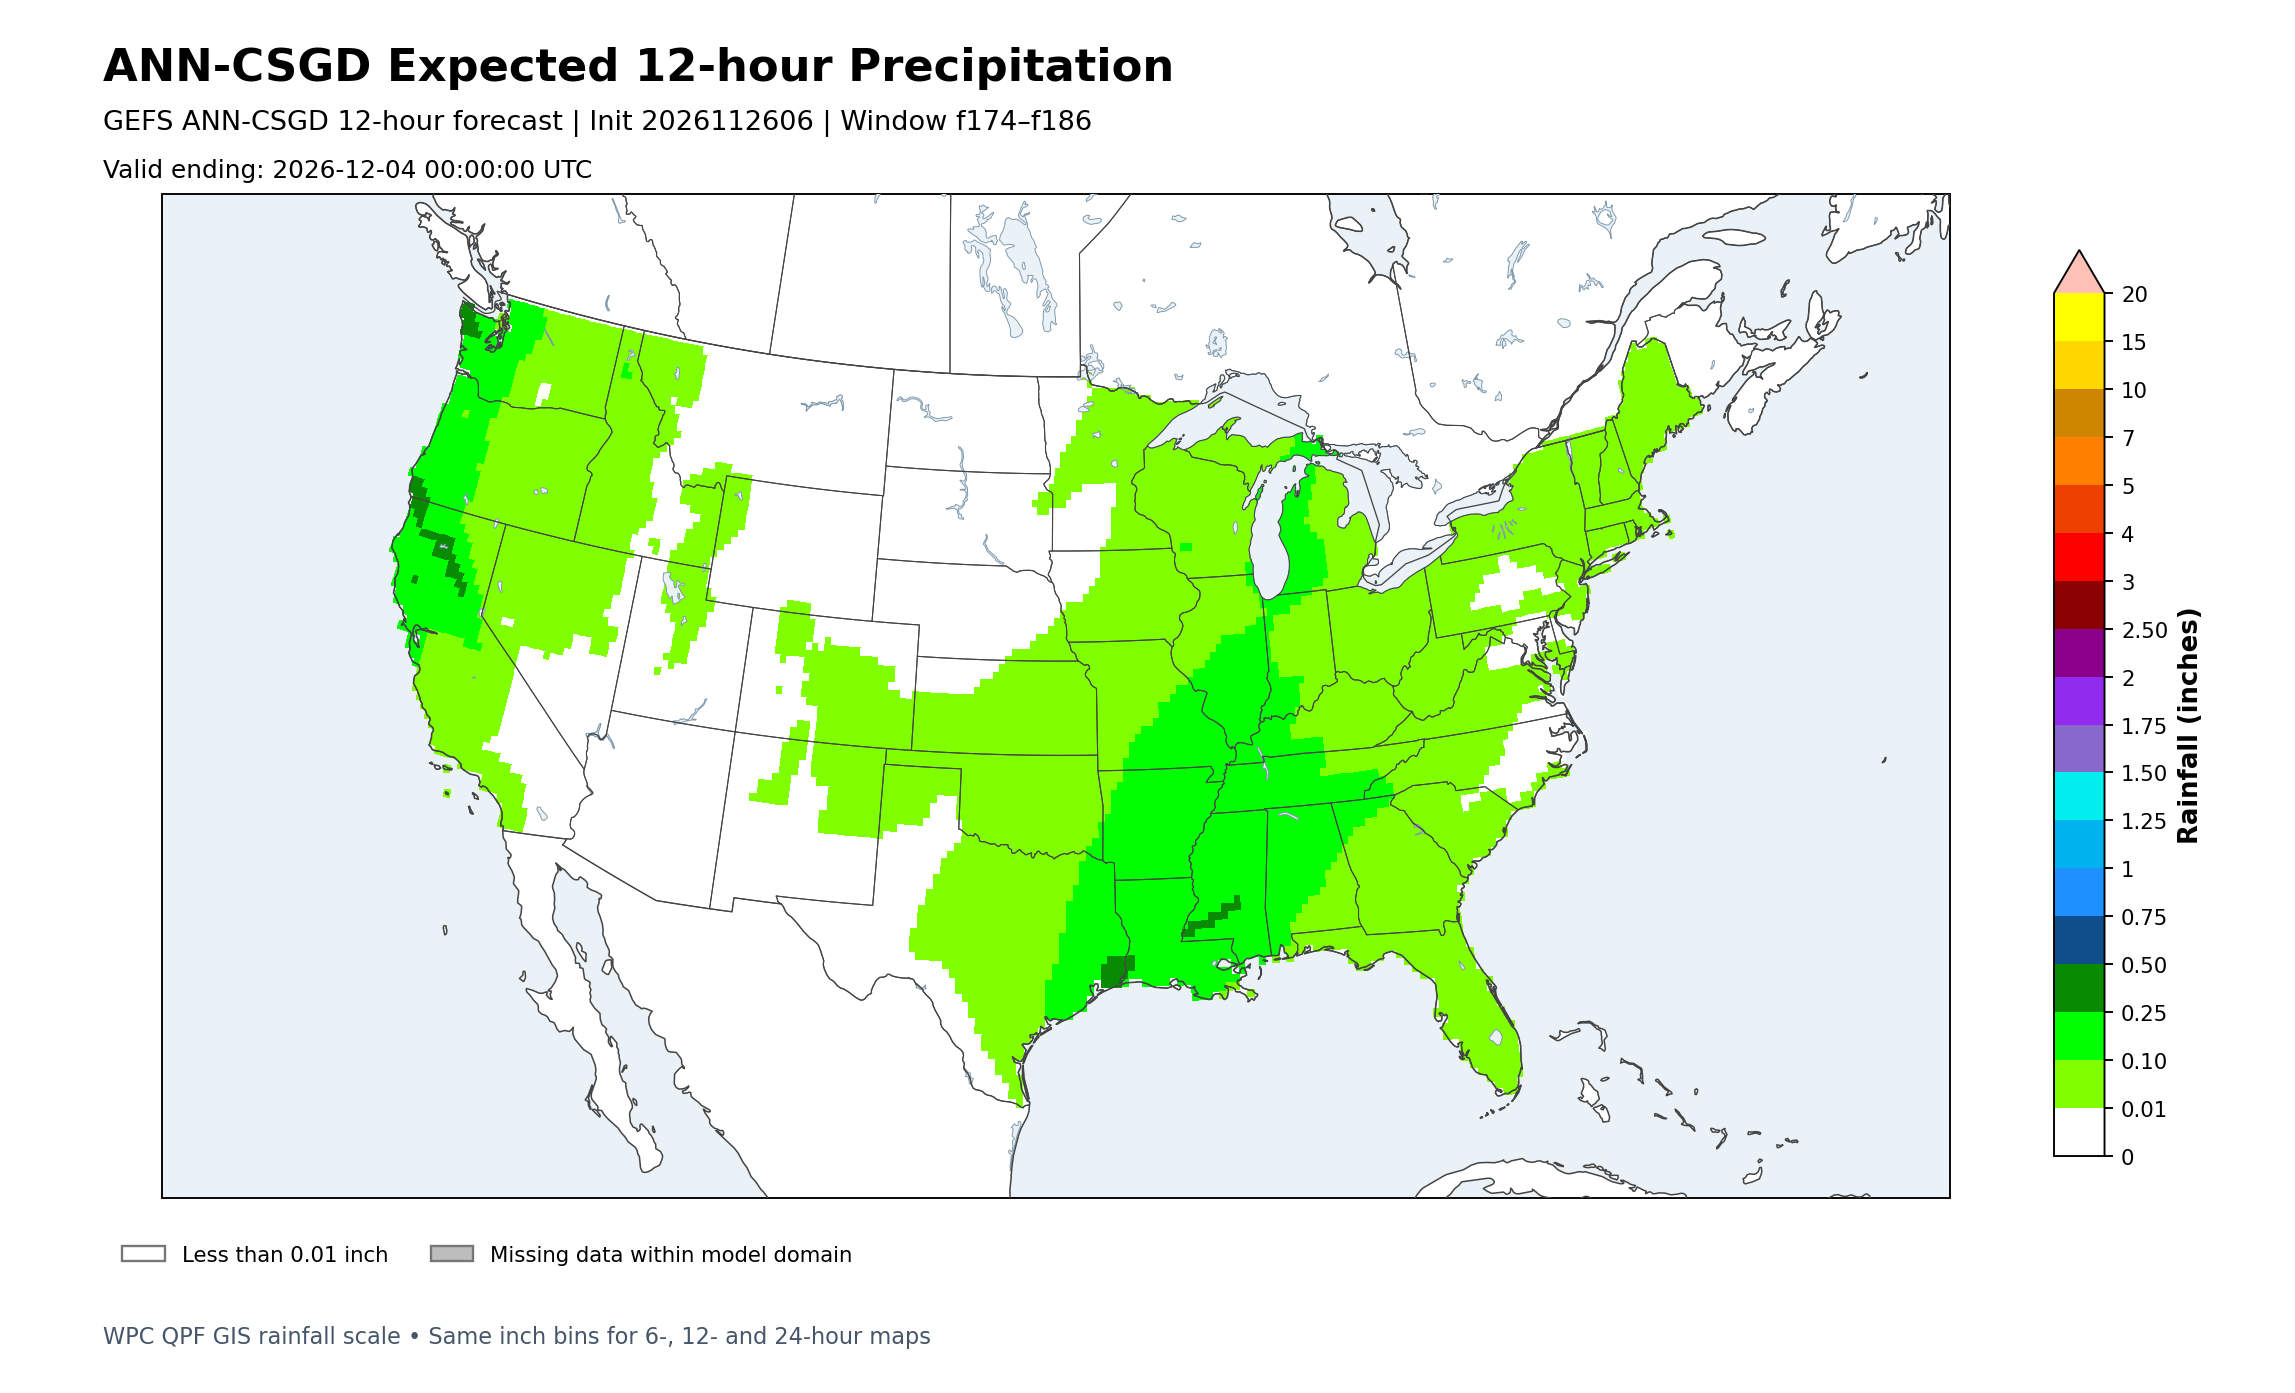 ANN-CSGD Expected 12-hour Precipitation
GEFS ANN-CSGD 12-hour forecast | Init 2026112606 | Window f174–f186
Valid ending: 2026-12-04 00:00:00 UTC
20
15
10
7
5
4
3
2.50
2
1.75
1.50
1.25
1
0.75
0.50
0.25
0.10
0.01
0
Rainfall (inches)
Less than 0.01 inch
Missing data within model domain
WPC QPF GIS rainfall scale • Same inch bins for 6-, 12- and 24-hour maps